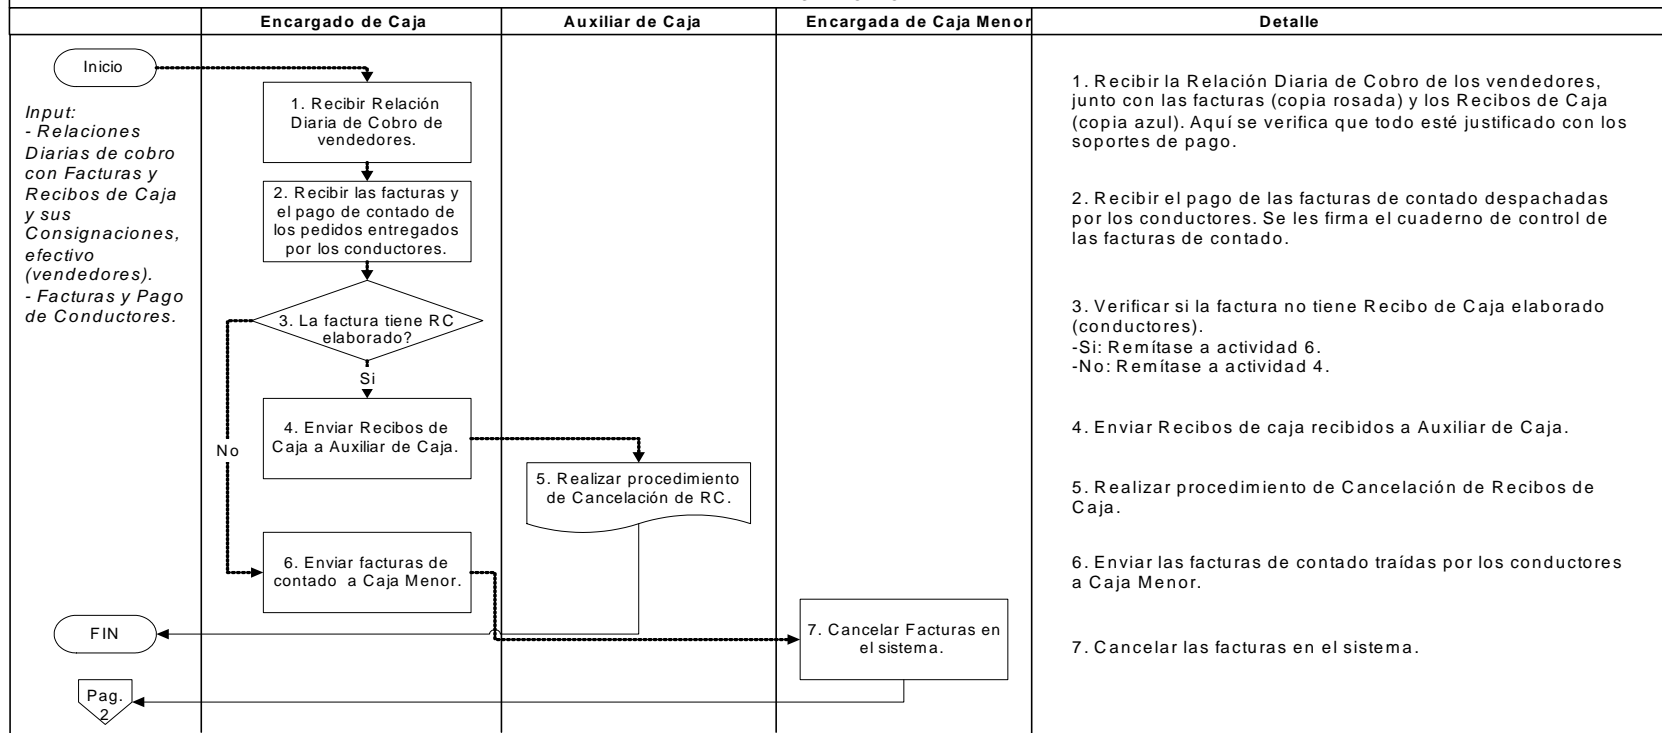 Encargado de Caja
Auxiliar de Caja
Encargada de Caja Menor
Detalle
Inicio
Input:
- Relaciones
Diarias de cobro
con Facturas y
Recibos de Caja
y sus
Consignaciones,
efectivo
(vendedores).
- Facturas y Pago
de Conductores.
1. Recibir Relación
Diaria de Cobro de
vendedores.
2. Recibir las facturas y
el pago de contado de
los pedidos entregados
por los conductores.
3. La factura tiene RC
elaborado?
Si
No
4. Enviar Recibos de
Caja a Auxiliar de Caja.
5. Realizar procedimiento
de Cancelación de RC.
6. Enviar facturas de
contado a Caja Menor.
7. Cancelar Facturas en
el sistema.
FIN
Pag.
2
1. Recibir la Relación Diaria de Cobro de los vendedores,
junto con las facturas (copia rosada) y los Recibos de Caja
(copia azul). Aquí se verifica que todo esté justificado con los
soportes de pago.
2. Recibir el pago de las facturas de contado despachadas
por los conductores. Se les firma el cuaderno de control de
las facturas de contado.
3. Verificar si la factura no tiene Recibo de Caja elaborado
(conductores).
-Si: Remítase a actividad 6.
-No: Remítase a actividad 4.
4. Enviar Recibos de caja recibidos a Auxiliar de Caja.
5. Realizar procedimiento de Cancelación de Recibos de
Caja.
6. Enviar las facturas de contado traídas por los conductores
a Caja Menor.
7. Cancelar las facturas en el sistema.